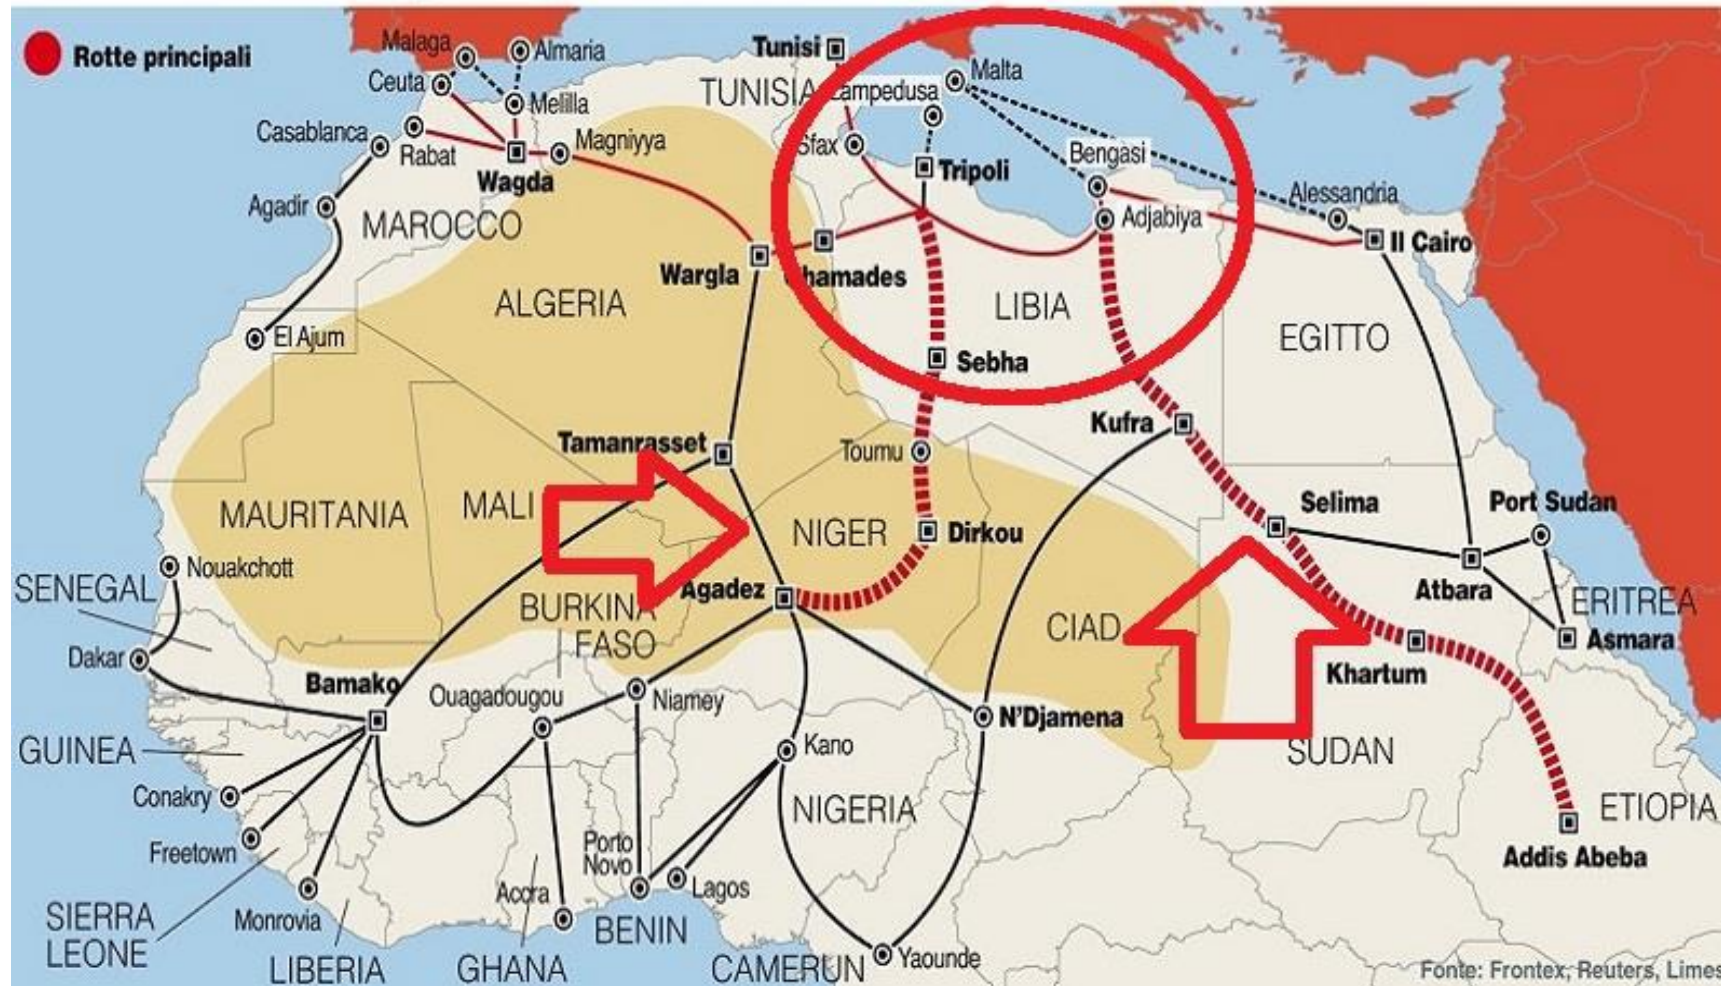 Rotte principali
Malaga
Almaria
Ceuta
Melilla
Casablanca
Rabat
Wagda
Magniyya
Agadir
MAROCCO
El Ajum
Tunisi
TUNISIA
Lampedusa
Malta
Sfax
Tripoli
Bengasi
Adjabiya
Alessandria
Il Cairo
Wargla
Ghamades
ALGERIA
LIBIA
EGITTO
Sebha
Kufra
Tamanrasset
Toumu
MAURITANIA
MALI
NIGER
Dirkou
Selima
Port Sudan
Nouakchott
SENEGAL
Agadez
BURKINA
FASO
CIAD
Atbara
ERITREA
Asmara
Dakar
Bamako
Ouagadougou
Niamey
N'Djamena
Khartum
GUINEA
Kano
SUDAN
Conakry
NIGERIA
ETIOPIA
Freetown
Porto
Novo
Addis Abeba
Monrovia
Accra
Lagos
SIERRA
LEONE
BENIN
LIBERIA
GHANA
CAMERUN
Yaounde
Fonte: Frontex, Reuters, Limes